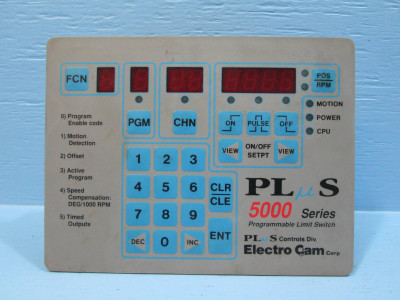 FCN
POS
RPM
0) Program
Enable code
1) Motion
Detection
2) Offset
3) Active
Program
4) Speed
Compensation:
DEG/1000 RPM
5) Timed
Outputs
PGM
CHN
ON
PULSE
OFF
MOTION
POWER
CPU
VIEW
ON/OFF
SETPT
VIEW
1 2 3
4 5 6
7 8 9
DEC 0 INC
CLR
CLE
ENT
PLμS
5000 Series
Programmable Limit Switch
PLμS Controls Div.
Electro Cam Corp